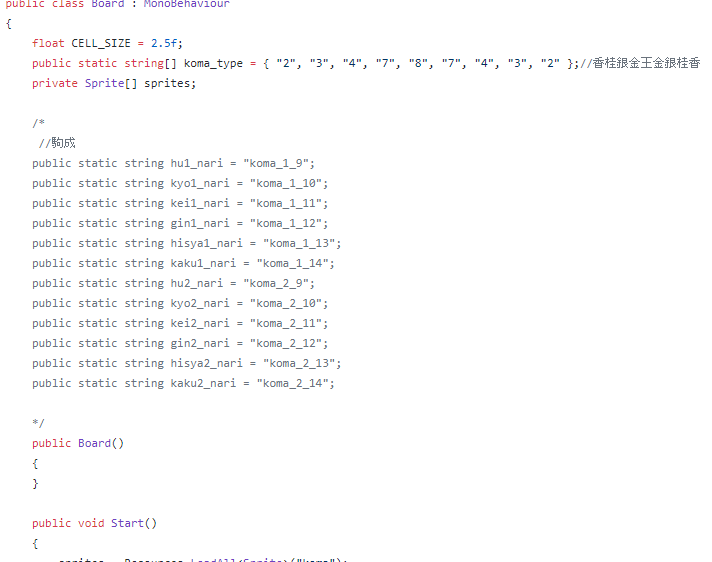 public class Board : MonoBehaviour
{
float CELL_SIZE = 2.5f;
public static string[] koma_type = { "2", "3", "4", "7", "8", "7", "4", "3", "2" };//香桂銀金王金銀桂香
private Sprite[] sprites;
/*
//駒成
public static string hu1_nari = "koma_1_9";
public static string kyo1_nari = "koma_1_10";
public static string kei1_nari = "koma_1_11";
public static string gin1_nari = "koma_1_12";
public static string hisya1_nari = "koma_1_13";
public static string kaku1_nari = "koma_1_14";
public static string hu2_nari = "koma_2_9";
public static string kyo2_nari = "koma_2_10";
public static string kei2_nari = "koma_2_11";
public static string gin2_nari = "koma_2_12";
public static string hisya2_nari = "koma_2_13";
public static string kaku2_nari = "koma_2_14";
*/
public Board()
{
}
public void Start()
{
sprites = Resources.LoadAll<Sprite>("koma");